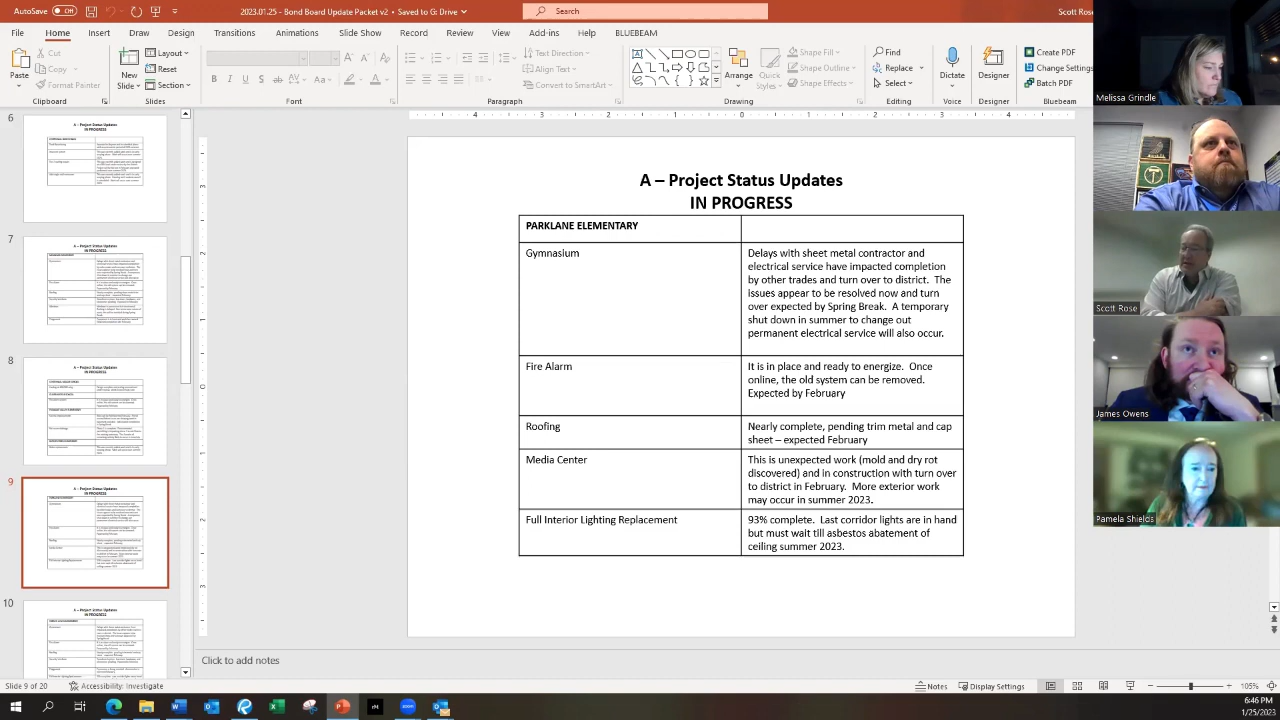 AutoSave Off 2023.01.25 - Bond Board Update Packet v2 • Saved to G: Drive Search Scott Ros
File Home Insert Draw Design Transitions Animations Slide Show Record Review View Add-ins Help BLUEBEAM
Paste Cut Copy Format Painter
New Slide Layout Reset Section
Text Direction Align Text Convert to SmartArt
Arrange Quick Styles Shape Fill Shape Outline Shape Effects
Find Replace Select
Dictate Designer
Create PDF Change Settings Batch PDF
Clipboard Slides Font Paragraph Drawing Editing Voice Designer Bluebeam
Melissa Grindle
Scott Rose
James Owens
Pamela Shields
6
7
8
9
10
A – Project Status Updates
IN PROGRESS
PARKLANE ELEMENTARY
Gymnasium
Delays with sheet metal contractor and
electrical service have impacted completion
by other trades and turn over to district. The
issues appear to be resolved now and turn
over expected by Spring Break. A temporary
shut down in summer to change out
permanent electrical service will also occur.
Fire Alarm
It is in place and ready to energize. Once
online, the old system can be removed.
Expected by February
Roofing
Nearly complete, pending trim metal and cap
sheet – expected February
Media Center
This is unexpected work (mold and dry rot
discovered) and in construction with turn over
to district in February. More exterior work
may occur in summer 2023.
Full Interior Lighting Replacement
93% complete, last corridor lights are in hand
but must wait till asbestos abatement of
ceiling summer 2023.
Click to add notes
Slide 9 of 20 Accessibility: Investigate Notes Display Settings 105%
6:46 PM
1/25/2023